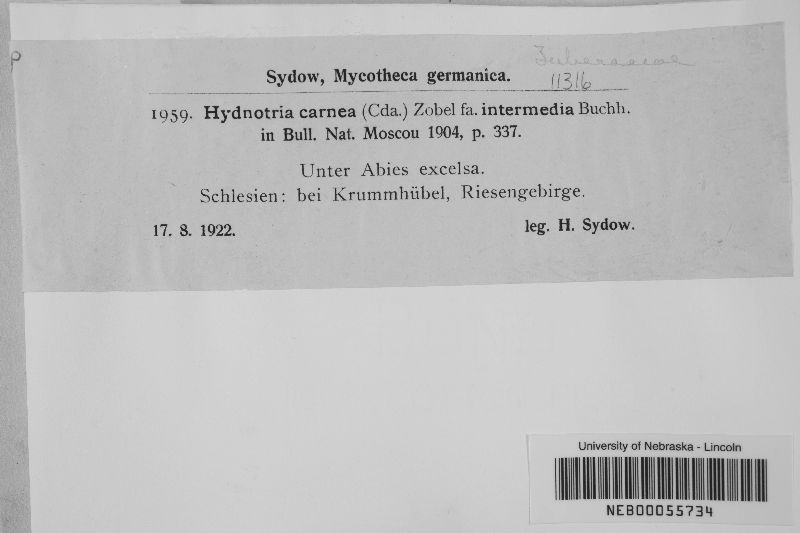 P
Tuberaceae
Sydow, Mycotheca germanica.
11316
1959. Hydnotria carnea (Cda.) Zobel fa. intermedia Buchh.
in Bull. Nat. Moscou 1904, p. 337.
Unter Abies excelsa.
Schlesien: bei Krummhübel, Riesengebirge.
17. 8. 1922.
leg. H. Sydow.
University of Nebraska - Lincoln
NEB00055734